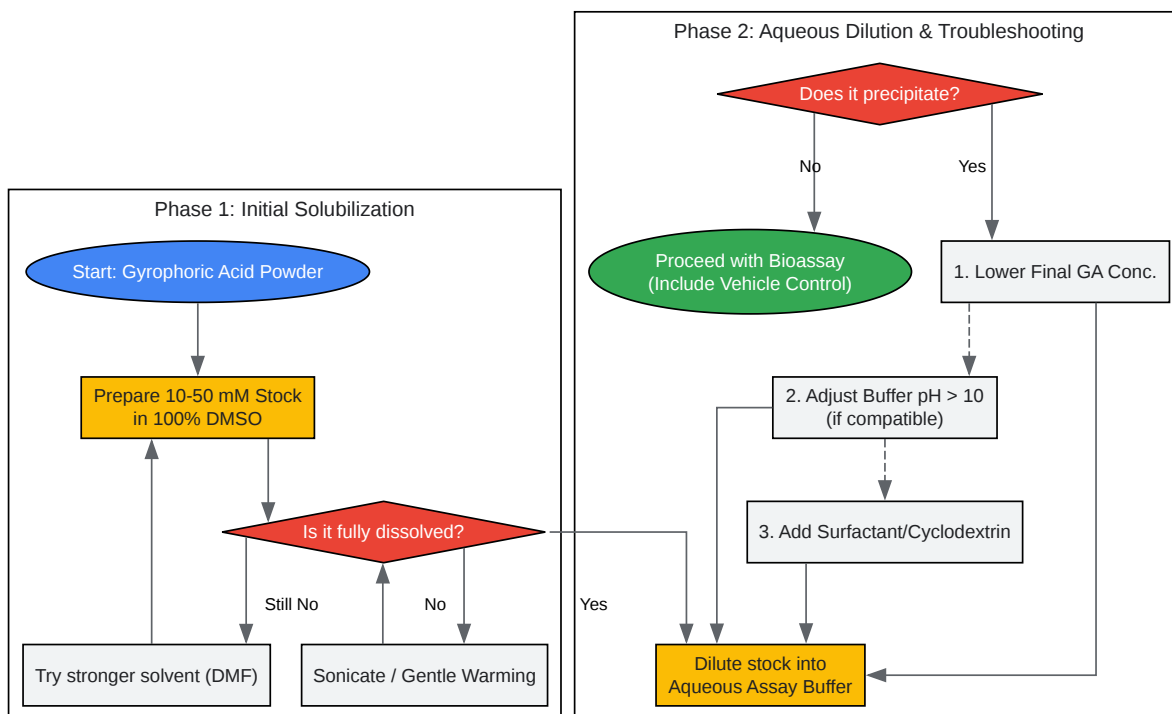 Phase 1: Initial Solubilization
Start: Gyrophoric Acid Powder
Prepare 10-50 mM Stock
in 100% DMSO
Is it fully dissolved?
Still No
No
Yes
Try stronger solvent (DMF)
Sonicate / Gentle Warming
Phase 2: Aqueous Dilution & Troubleshooting
Does it precipitate?
No
Yes
Proceed with Bioassay
(Include Vehicle Control)
1. Lower Final GA Conc.
2. Adjust Buffer pH > 10
(if compatible)
3. Add Surfactant/Cyclodextrin
Dilute stock into
Aqueous Assay Buffer